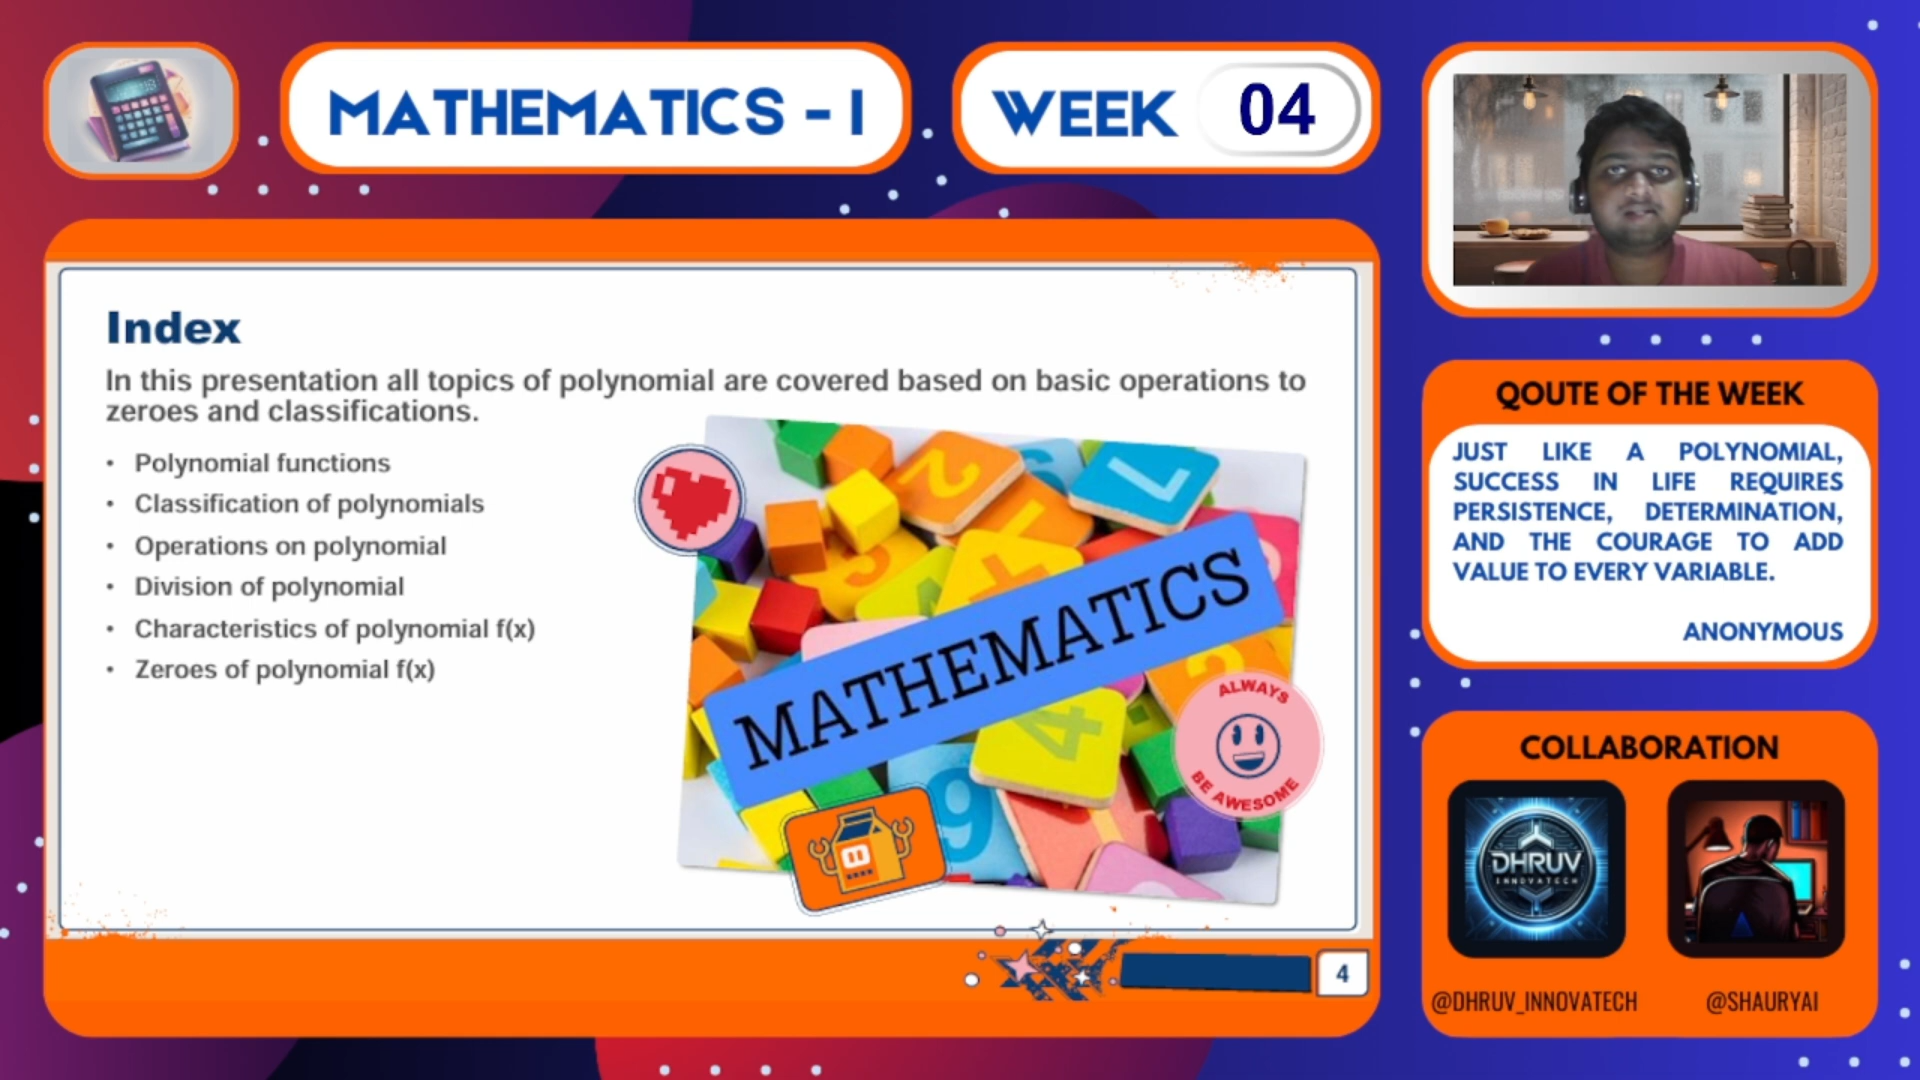 MATHEMATICS - I
WEEK 04
Index
In this presentation all topics of polynomial are covered based on basic operations to
zeroes and classifications.
• Polynomial functions
• Classification of polynomials
• Operations on polynomial
• Division of polynomial
• Characteristics of polynomial f(x)
• Zeroes of polynomial f(x)
MATHEMATICS
ALWAYS
BE AWESOME
4
QOUTE OF THE WEEK
JUST LIKE A POLYNOMIAL,
SUCCESS IN LIFE REQUIRES
PERSISTENCE, DETERMINATION,
AND THE COURAGE TO ADD
VALUE TO EVERY VARIABLE.
ANONYMOUS
COLLABORATION
DHRUV
INNOVATECH
@DHRUV_INNOVATECH
@SHAURYAI